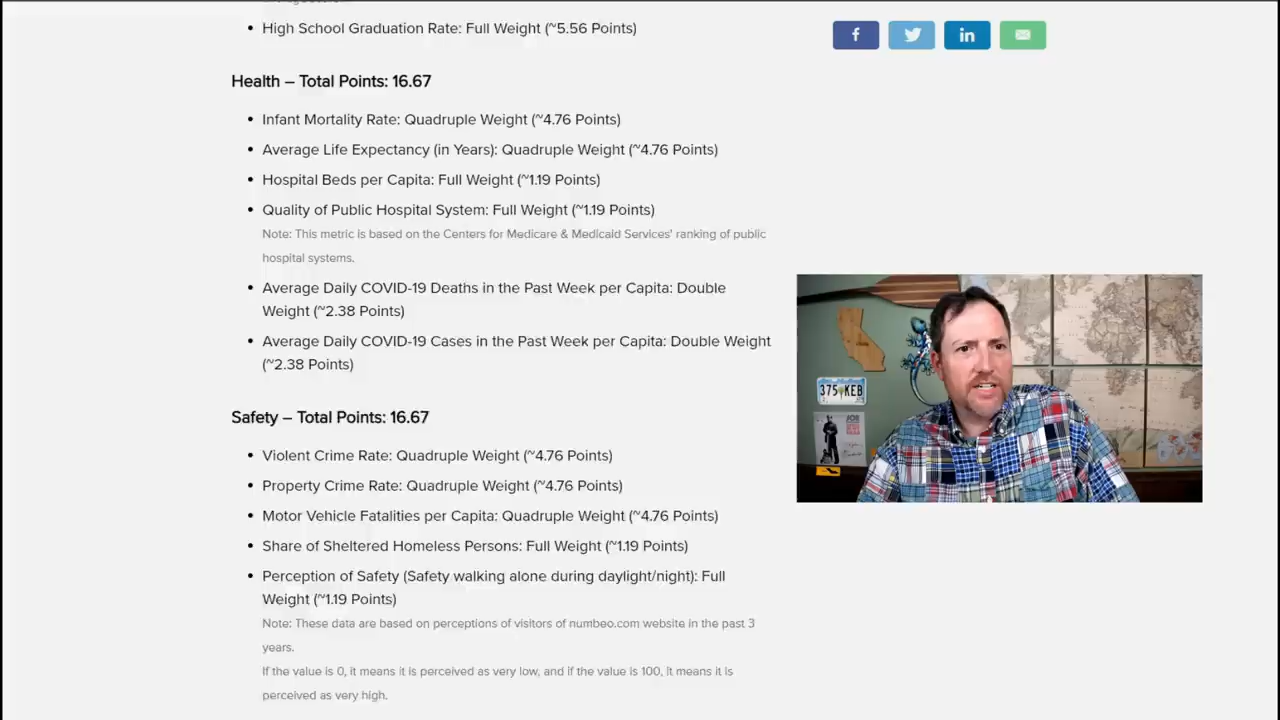 High School Graduation Rate: Full Weight (~5.56 Points)
Health – Total Points: 16.67
Infant Mortality Rate: Quadruple Weight (~4.76 Points)
Average Life Expectancy (in Years): Quadruple Weight (~4.76 Points)
Hospital Beds per Capita: Full Weight (~1.19 Points)
Quality of Public Hospital System: Full Weight (~1.19 Points)
Note: This metric is based on the Centers for Medicare & Medicaid Services' ranking of public
hospital systems.
Average Daily COVID-19 Deaths in the Past Week per Capita: Double
Weight (~2.38 Points)
Average Daily COVID-19 Cases in the Past Week per Capita: Double Weight
(~2.38 Points)
Safety – Total Points: 16.67
Violent Crime Rate: Quadruple Weight (~4.76 Points)
Property Crime Rate: Quadruple Weight (~4.76 Points)
Motor Vehicle Fatalities per Capita: Quadruple Weight (~4.76 Points)
Share of Sheltered Homeless Persons: Full Weight (~1.19 Points)
Perception of Safety (Safety walking alone during daylight/night): Full
Weight (~1.19 Points)
Note: These data are based on perceptions of visitors of numbeo.com website in the past 3
years.
If the value is 0, it means it is perceived as very low, and if the value is 100, it means it is
perceived as very high.
f
in
375 KEB